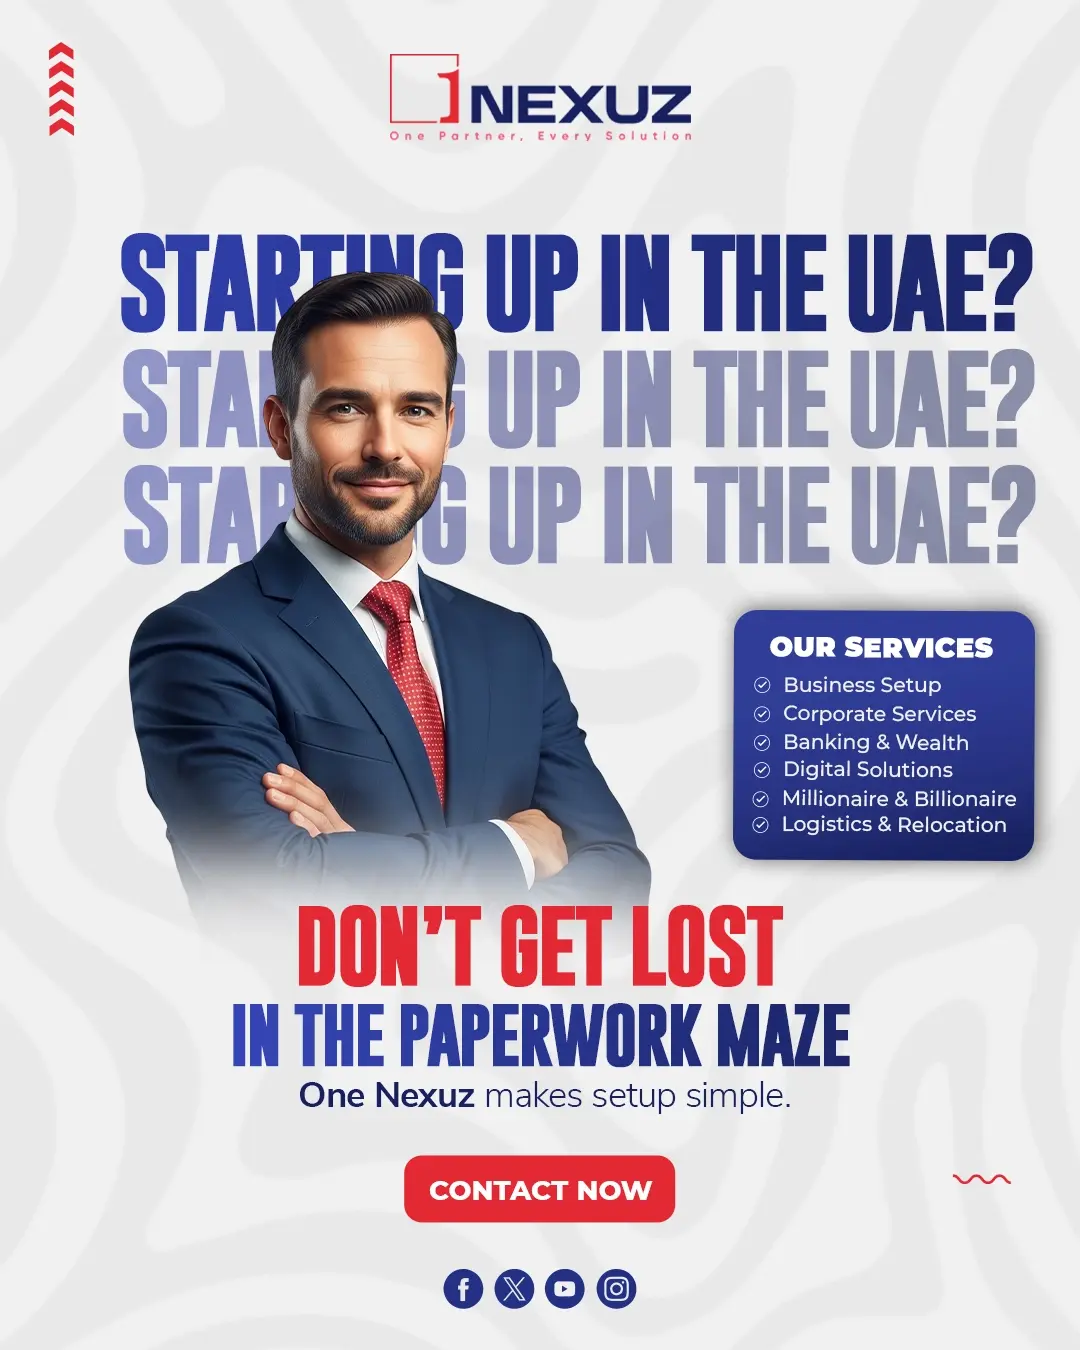 1NEXUZ
One Partner, Every Solution
STARTING UP IN THE UAE?
STARTING UP IN THE UAE?
STARTING UP IN THE UAE?
OUR SERVICES
Business Setup
Corporate Services
Banking & Wealth
Digital Solutions
Millionaire & Billionaire
Logistics & Relocation
DON'T GET LOST
IN THE PAPERWORK MAZE
One Nexuz makes setup simple.
CONTACT NOW